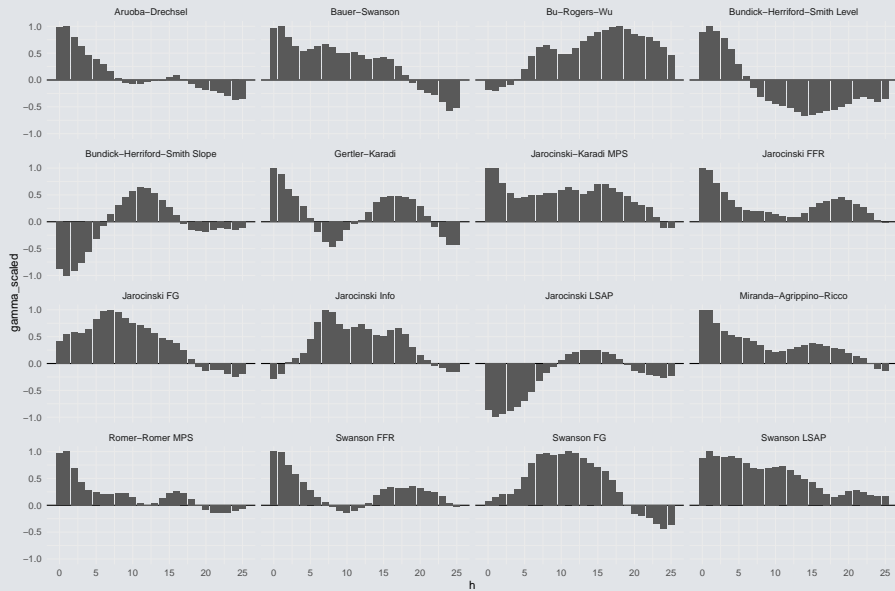 Aruoba−Drechsel Bauer−Swanson Bu−Rogers−Wu Bundick−Herriford−Smith Level
1.0
0.5
0.0
−0.5
−1.0
Bundick−Herriford−Smith Slope Gertler−Karadi Jarocinski−Karadi MPS Jarocinski FFR
1.0
0.5
0.0
−0.5
−1.0
gamma_scaled
Jarocinski FG Jarocinski Info Jarocinski LSAP Miranda−Agrippino−Ricco
1.0
0.5
0.0
−0.5
−1.0
Romer−Romer MPS Swanson FFR Swanson FG Swanson LSAP
1.0
0.5
0.0
−0.5
−1.0
0 5 10 15 20 25 0 5 10 15 20 25 0 5 10 15 20 25 0 5 10 15 20 25
h